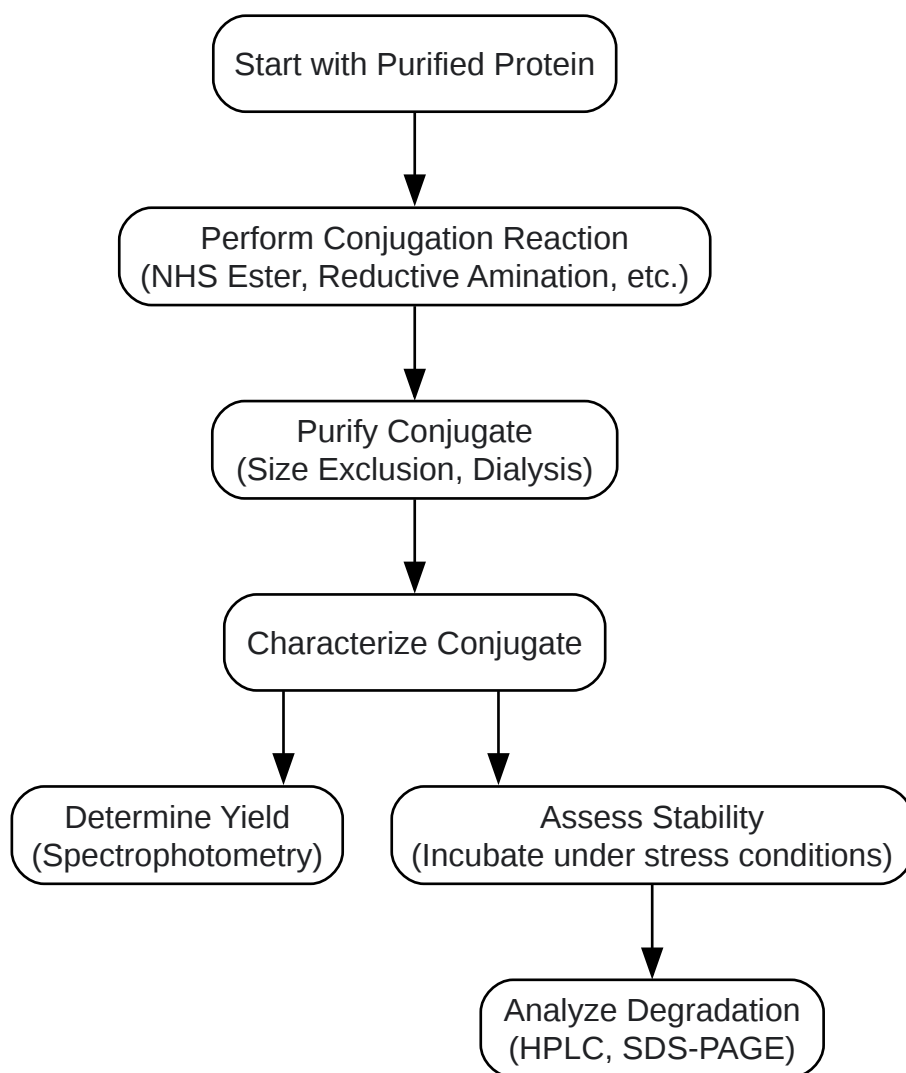 Start with Purified Protein
Perform Conjugation Reaction
(NHS Ester, Reductive Amination, etc.)
Purify Conjugate
(Size Exclusion, Dialysis)
Characterize Conjugate
Determine Yield
(Spectrophotometry)
Assess Stability
(Incubate under stress conditions)
Analyze Degradation
(HPLC, SDS-PAGE)